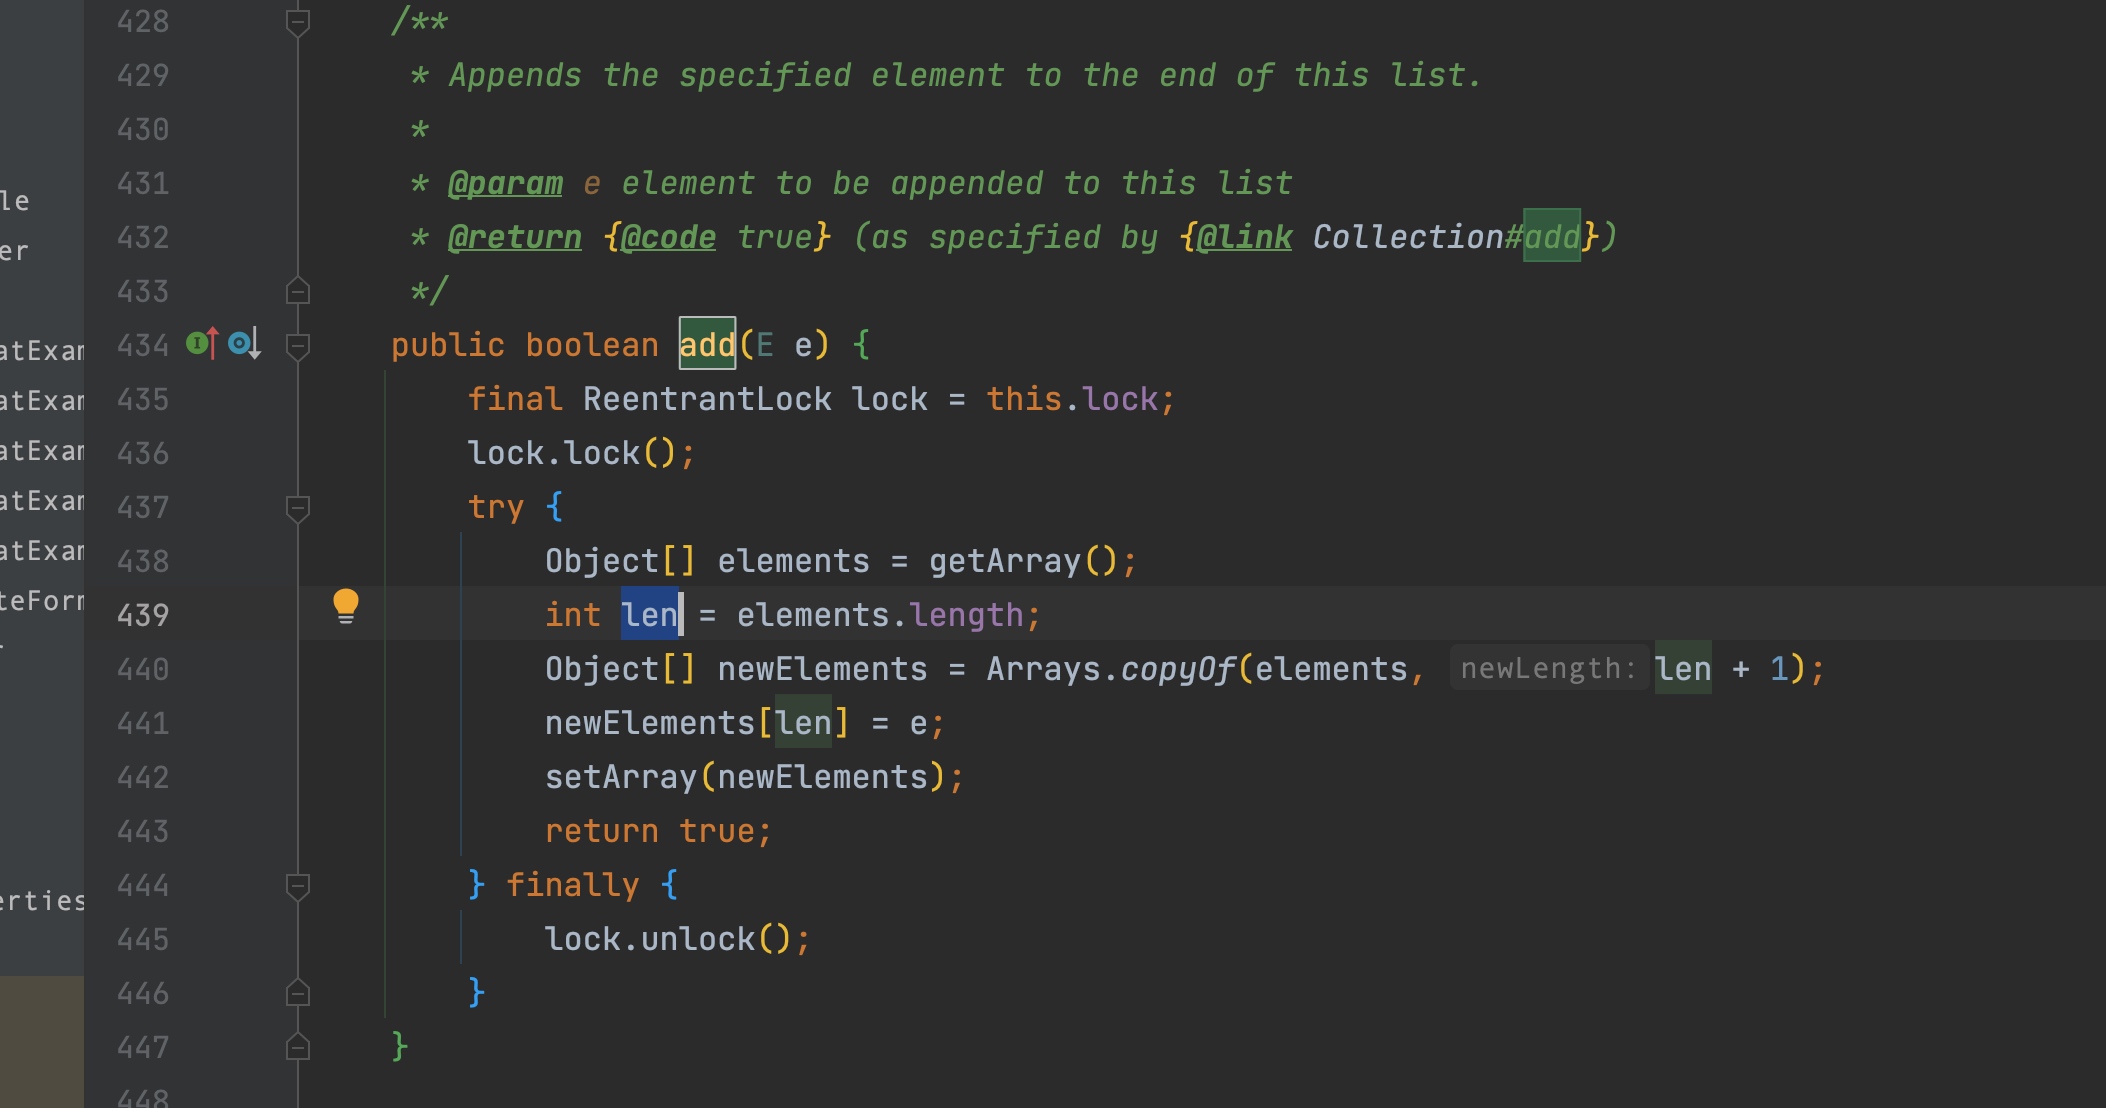 428 /**
429 * Appends the specified element to the end of this list.
430 *
431 * @param e element to be appended to this list
432 * @return {@code true} (as specified by {@link Collection#add})
433 */
434 public boolean add(E e) {
435 final ReentrantLock lock = this.lock;
436 lock.lock();
437 try {
438 Object[] elements = getArray();
439 int len = elements.length;
440 Object[] newElements = Arrays.copyOf(elements, newLength: len + 1);
441 newElements[len] = e;
442 setArray(newElements);
443 return true;
444 } finally {
445 lock.unlock();
446 }
447 }
448
le
er
atExam
atExam
atExam
atExam
atExam
teForm
erties